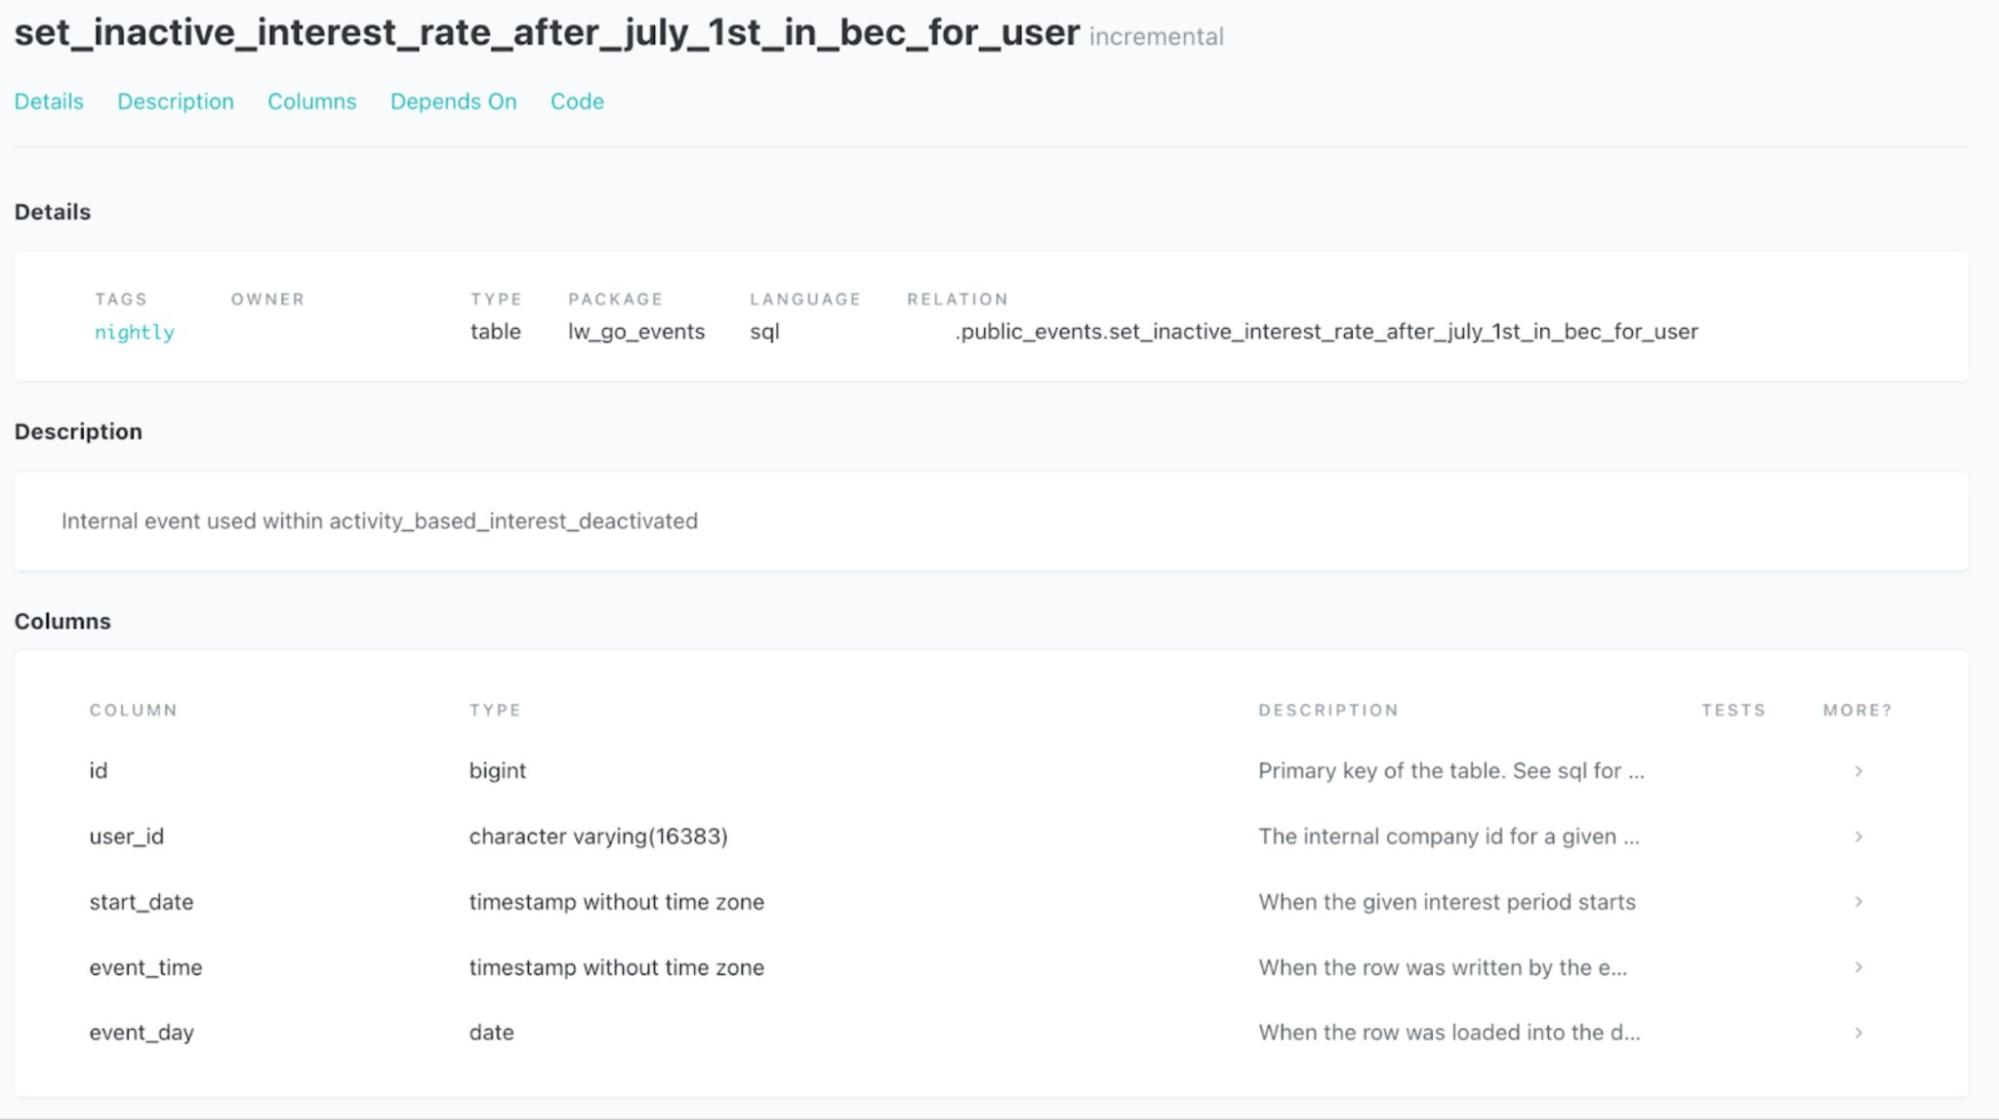 set_inactive_interest_rate_after_july_1st_in_bec_for_user incremental
Details Description Columns Depends On Code
Details
TAGS OWNER TYPE PACKAGE LANGUAGE RELATION
nightly table lw_go_events sql .public_events.set_inactive_interest_rate_after_july_1st_in_bec_for_user
Description
Internal event used within activity_based_interest_deactivated
Columns
COLUMN TYPE DESCRIPTION TESTS MORE?
id bigint Primary key of the table. See sql for ... >
user_id character varying(16383) The internal company id for a given ... >
start_date timestamp without time zone When the given interest period starts >
event_time timestamp without time zone When the row was written by the e... >
event_day date When the row was loaded into the d... >